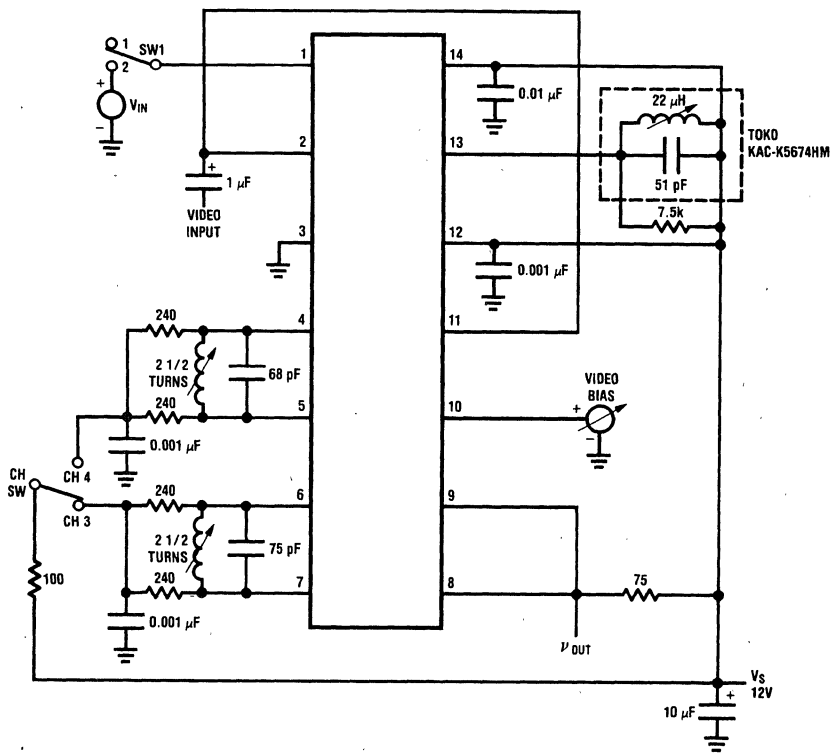 1
SW1
2
+
VIN
−
1
14
0.01 µF
22 µH
TOKO
KAC-K5674HM
2
13
+
1 µF
51 pF
VIDEO
INPUT
7.5k
3
12
0.001 µF
4
11
240
2 1/2
TURNS
68 pF
240
5
10
VIDEO
BIAS
+
−
0.001 µF
CH 4
CH
SW
CH 3
240
6
9
2 1/2
TURNS
75 pF
100
240
7
8
75
0.001 µF
νOUT
VS
12V
+
10 µF